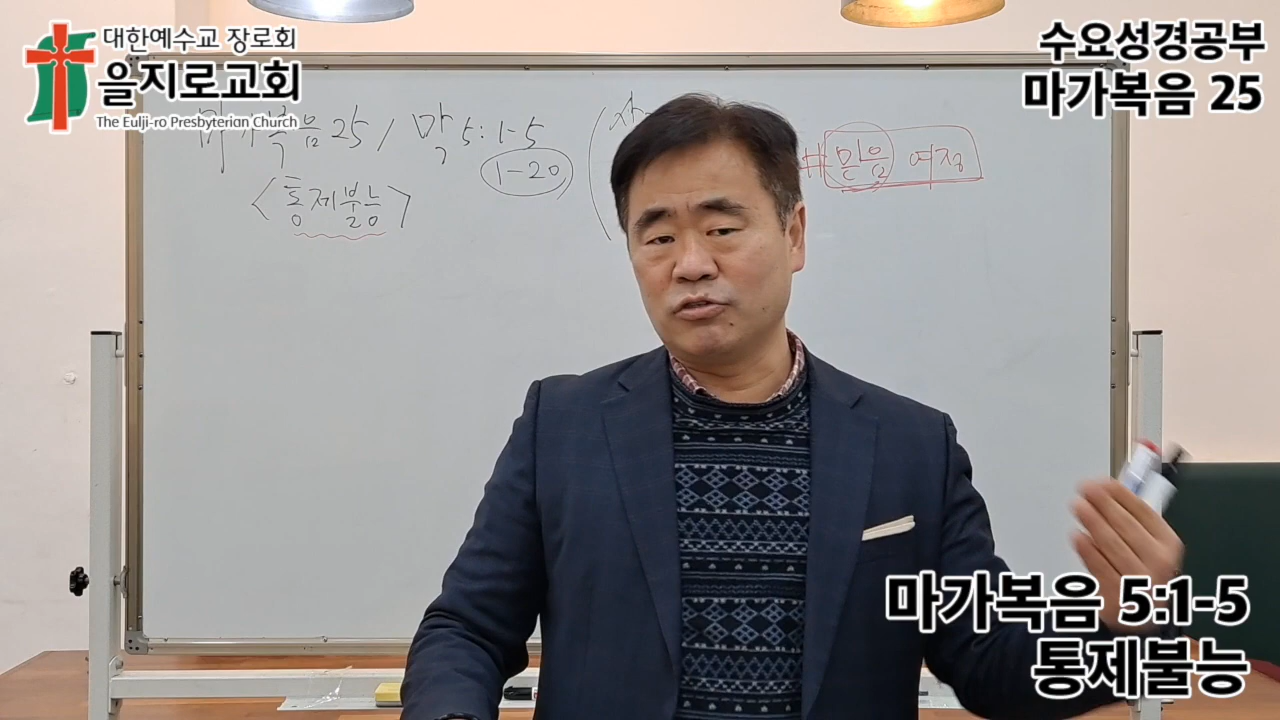 대한예수교 장로회
을지로교회
The Eulji-ro Presbyterian Church
수요성경공부
마가복음 25
마가복음 25 / 막 5:1-5
1-20
<통제불능>
믿음 여정
마가복음 5:1-5
통제불능